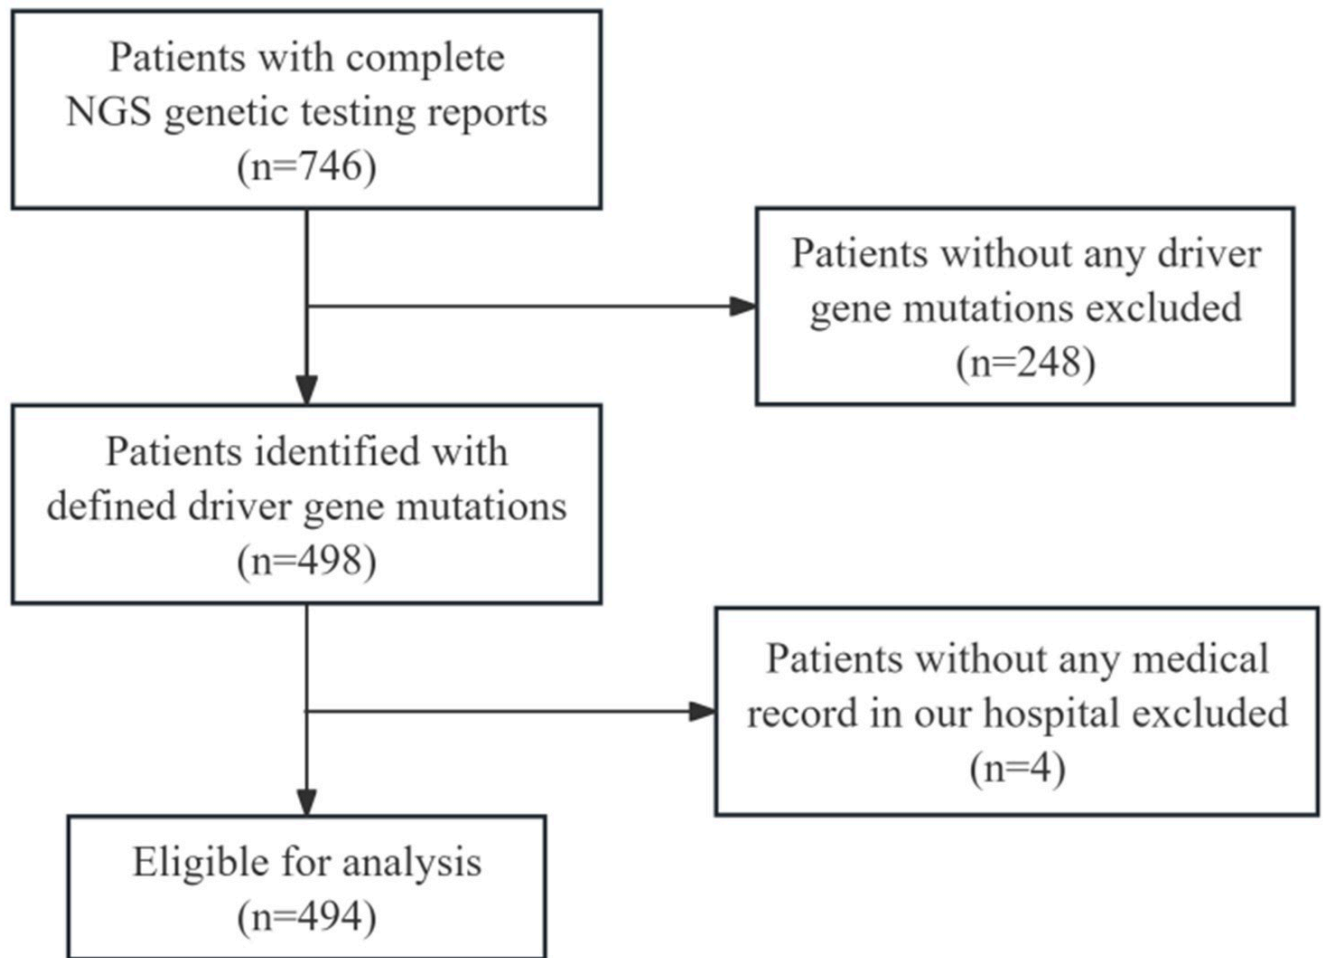 Patients with complete
NGS genetic testing reports
(n=746)
Patients without any driver
gene mutations excluded
(n=248)
Patients identified with
defined driver gene mutations
(n=498)
Patients without any medical
record in our hospital excluded
(n=4)
Eligible for analysis
(n=494)